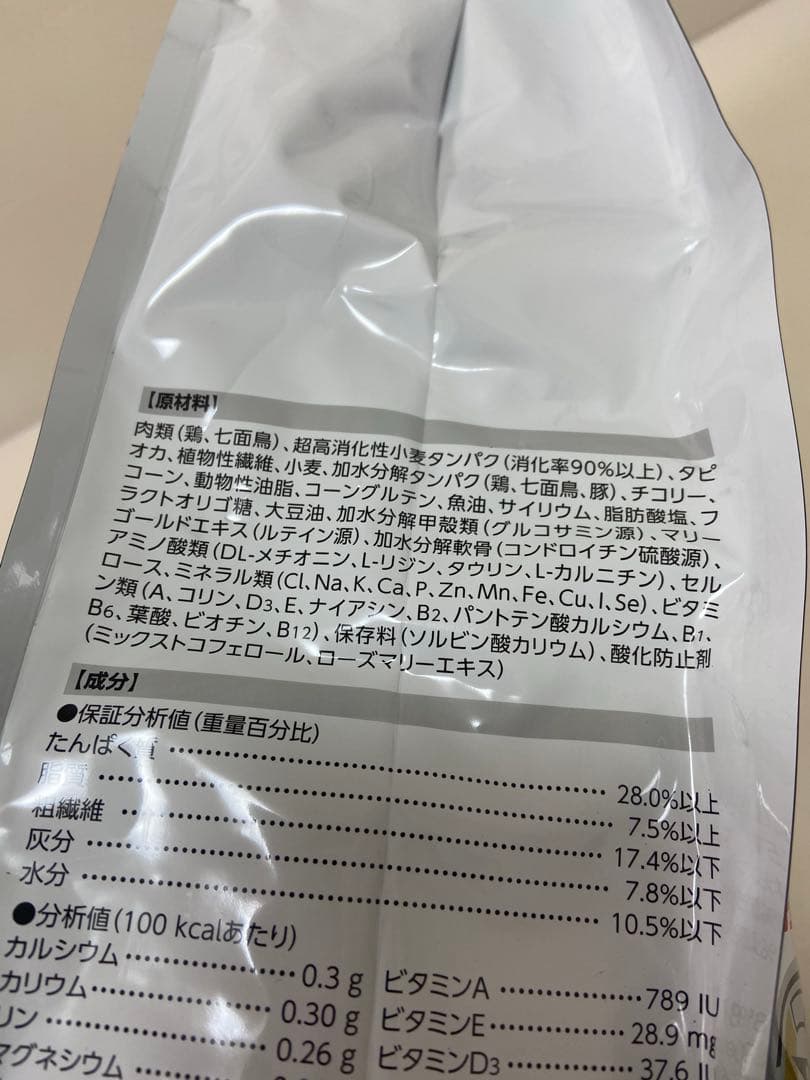 【原材料】
肉類(鶏、七面鳥)、超高消化性小麦タンパク(消化率90%以上)、タピ
オカ、植物性繊維、小麦、加水分解タンパク(鶏、七面鳥、豚)、チコリー、
コーン、動物性油脂、コーングルテン、魚油、サイリウム、脂肪酸塩、フ
ラクトオリゴ糖、大豆油、加水分解甲殻類(グルコサミン源)、マリー
ゴールドエキス(ルテイン源)、加水分解軟骨(コンドロイチン硫酸源)、
アミノ酸類(DL-メチオニン、L-リジン、タウリン、L-カルニチン)、セル
ロース、ミネラル類(Cl、Na、K、Ca、P、Zn、Mn、Fe、Cu、I、Se)、ビタミ
ン類(A、コリン、D3、E、ナイアシン、B2、パントテン酸カルシウム、B1、
B6、葉酸、ビオチン、B12)、保存料(ソルビン酸カリウム)、酸化防止剤
(ミックストコフェロール、ローズマリーエキス)
【成分】
●保証分析値(重量百分比)
たんぱく質 28.0%以上
脂質 7.5%以上
粗繊維 17.4%以下
灰分 7.8%以下
水分 10.5%以下
●分析値(100 kcalあたり)
カルシウム 0.3 g ビタミンA 789 IU
カリウム 0.30 g ビタミンE 28.9 mg
リン 0.26 g ビタミンD3 37.6 IU
マグネシウム